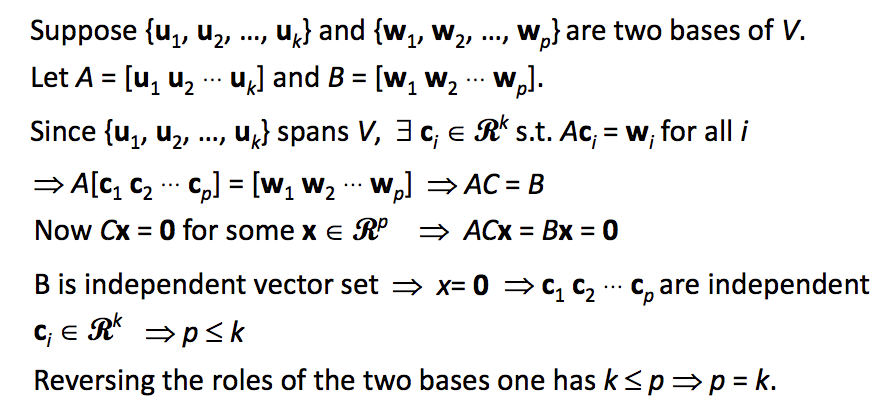 Suppose {u₁, u₂, ..., uₖ} and {w₁, w₂, ..., wₚ} are two bases of V.
Let A = [u₁ u₂ ⋯ uₖ] and B = [w₁ w₂ ⋯ wₚ].
Since {u₁, u₂, ..., uₖ} spans V, ∃ cᵢ ∈ ℛᵏ s.t. Acᵢ = wᵢ for all i
⇒ A[c₁ c₂ ⋯ cₚ] = [w₁ w₂ ⋯ wₚ] ⇒ AC = B
Now Cx = 0 for some x ∈ ℛᵖ ⇒ ACx = Bx = 0
B is independent vector set ⇒ x= 0 ⇒ c₁ c₂ ⋯ cₚ are independent
cᵢ ∈ ℛᵏ ⇒ p ≤ k
Reversing the roles of the two bases one has k ≤ p ⇒ p = k.